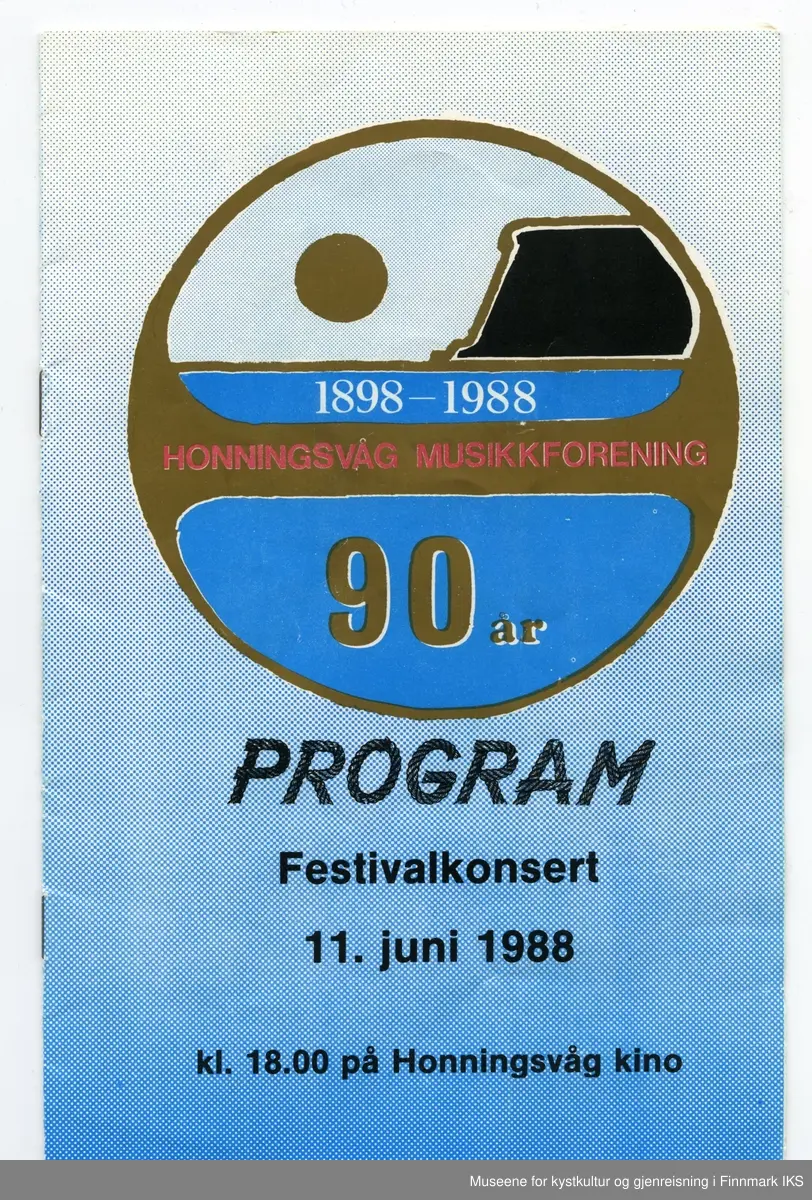 1898–1988
HONNINGSVÅG MUSIKKFORENING
90 år
PROGRAM
Festivalkonsert
11. juni 1988
kl. 18.00 på Honningsvåg kino
Museene for kystkultur og gjenreisning i Finnmark IKS